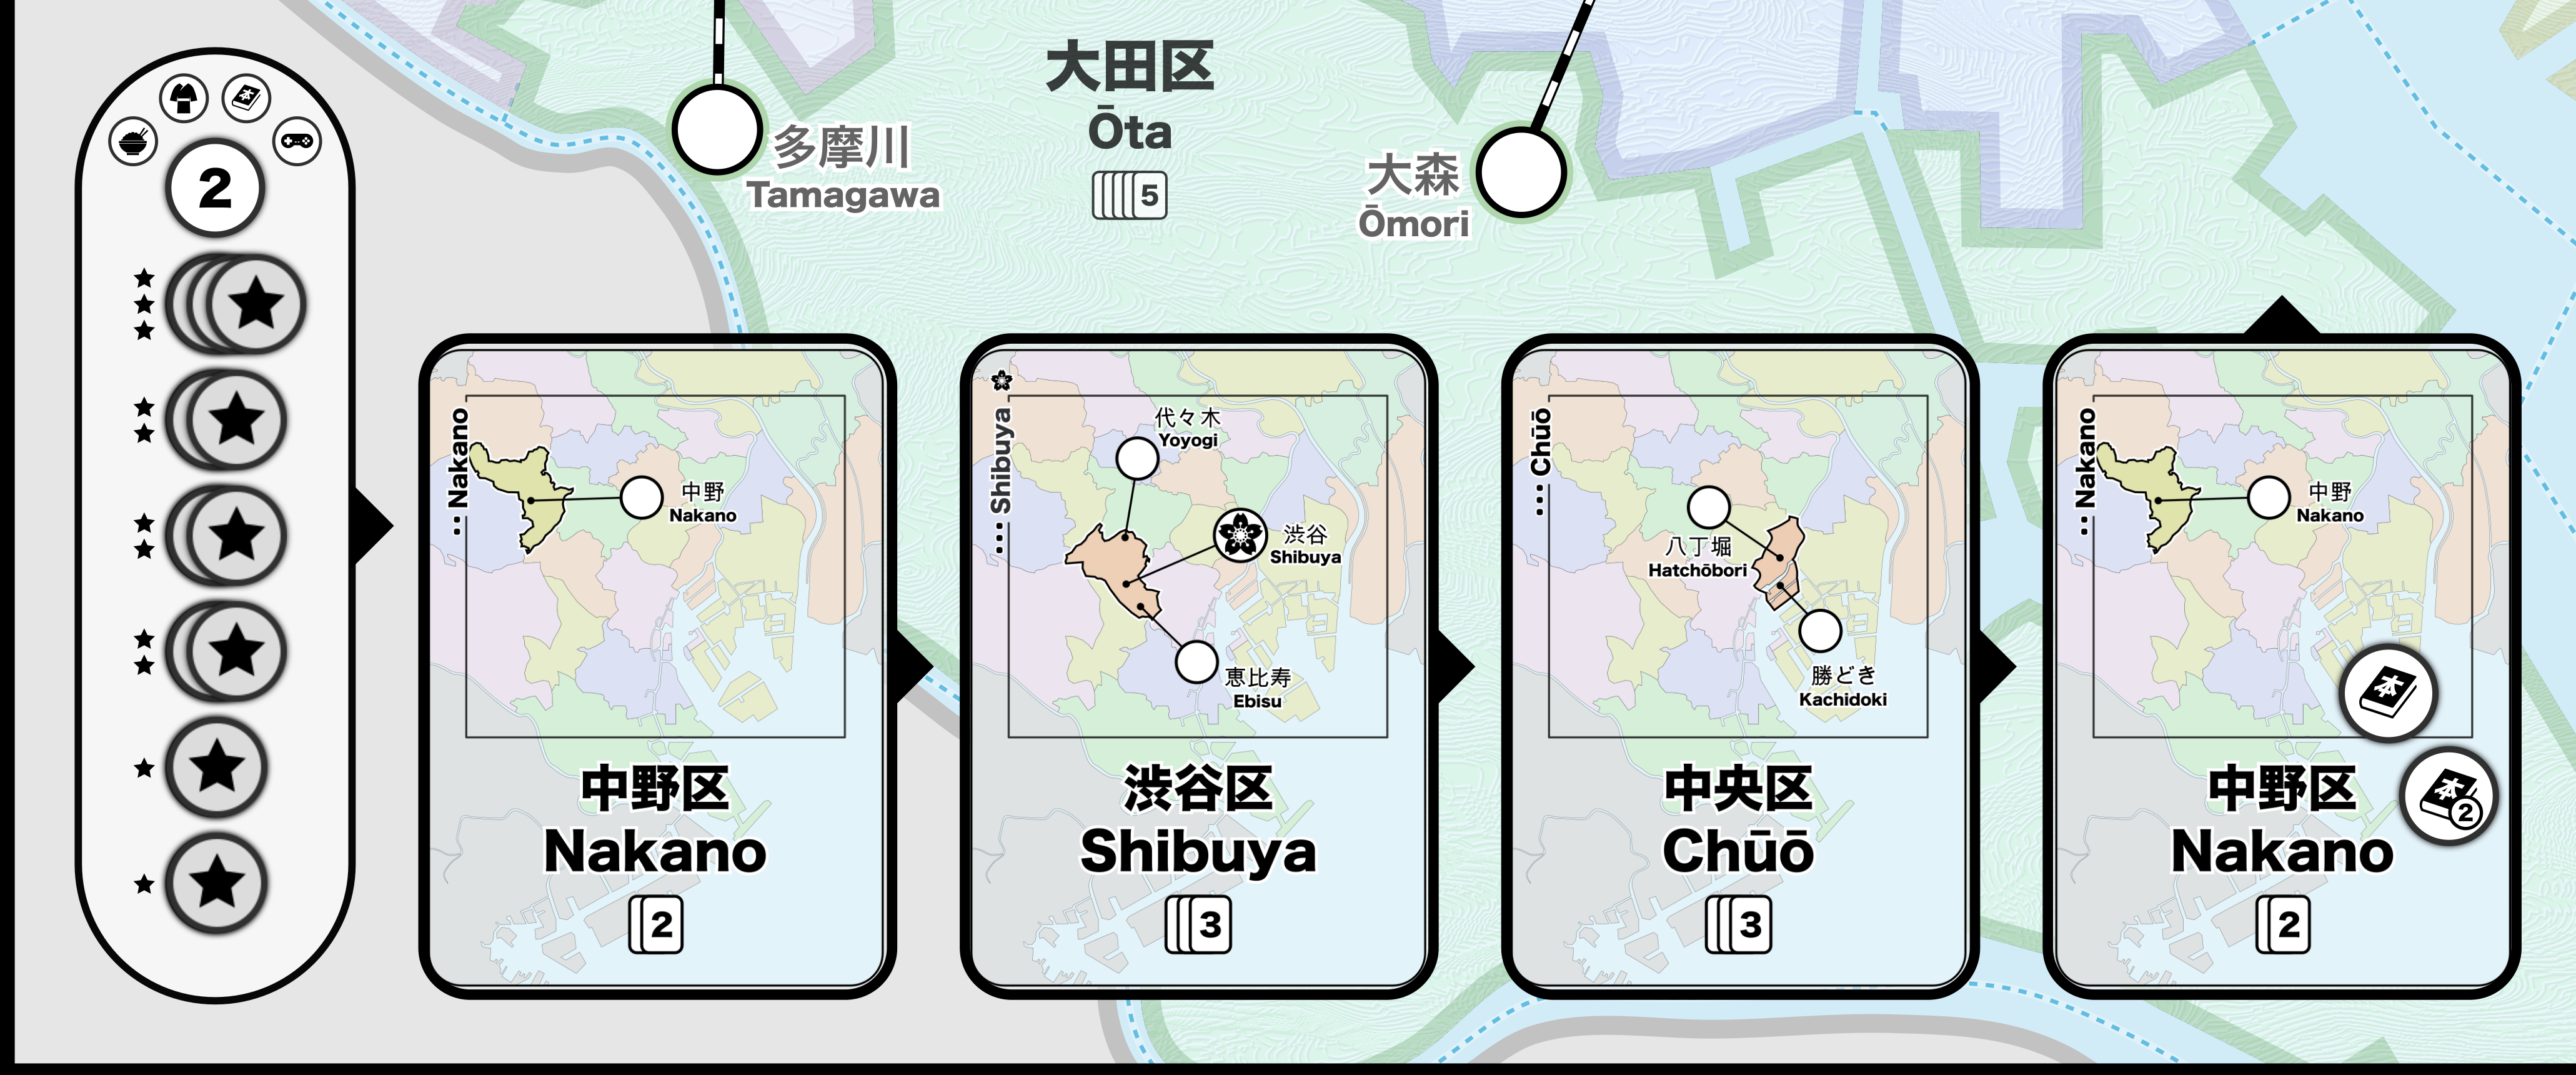 大田区
Ōta
5
多摩川
Tamagawa
大森
Ōmori
本
2
Nakano
中野
Nakano
中野区
Nakano
2
Shibuya
代々木
Yoyogi
渋谷
Shibuya
恵比寿
Ebisu
渋谷区
Shibuya
3
Chūō
八丁堀
Hatchōbori
勝どき
Kachidoki
中央区
Chūō
3
Nakano
中野
Nakano
本
本
2
中野区
Nakano
2